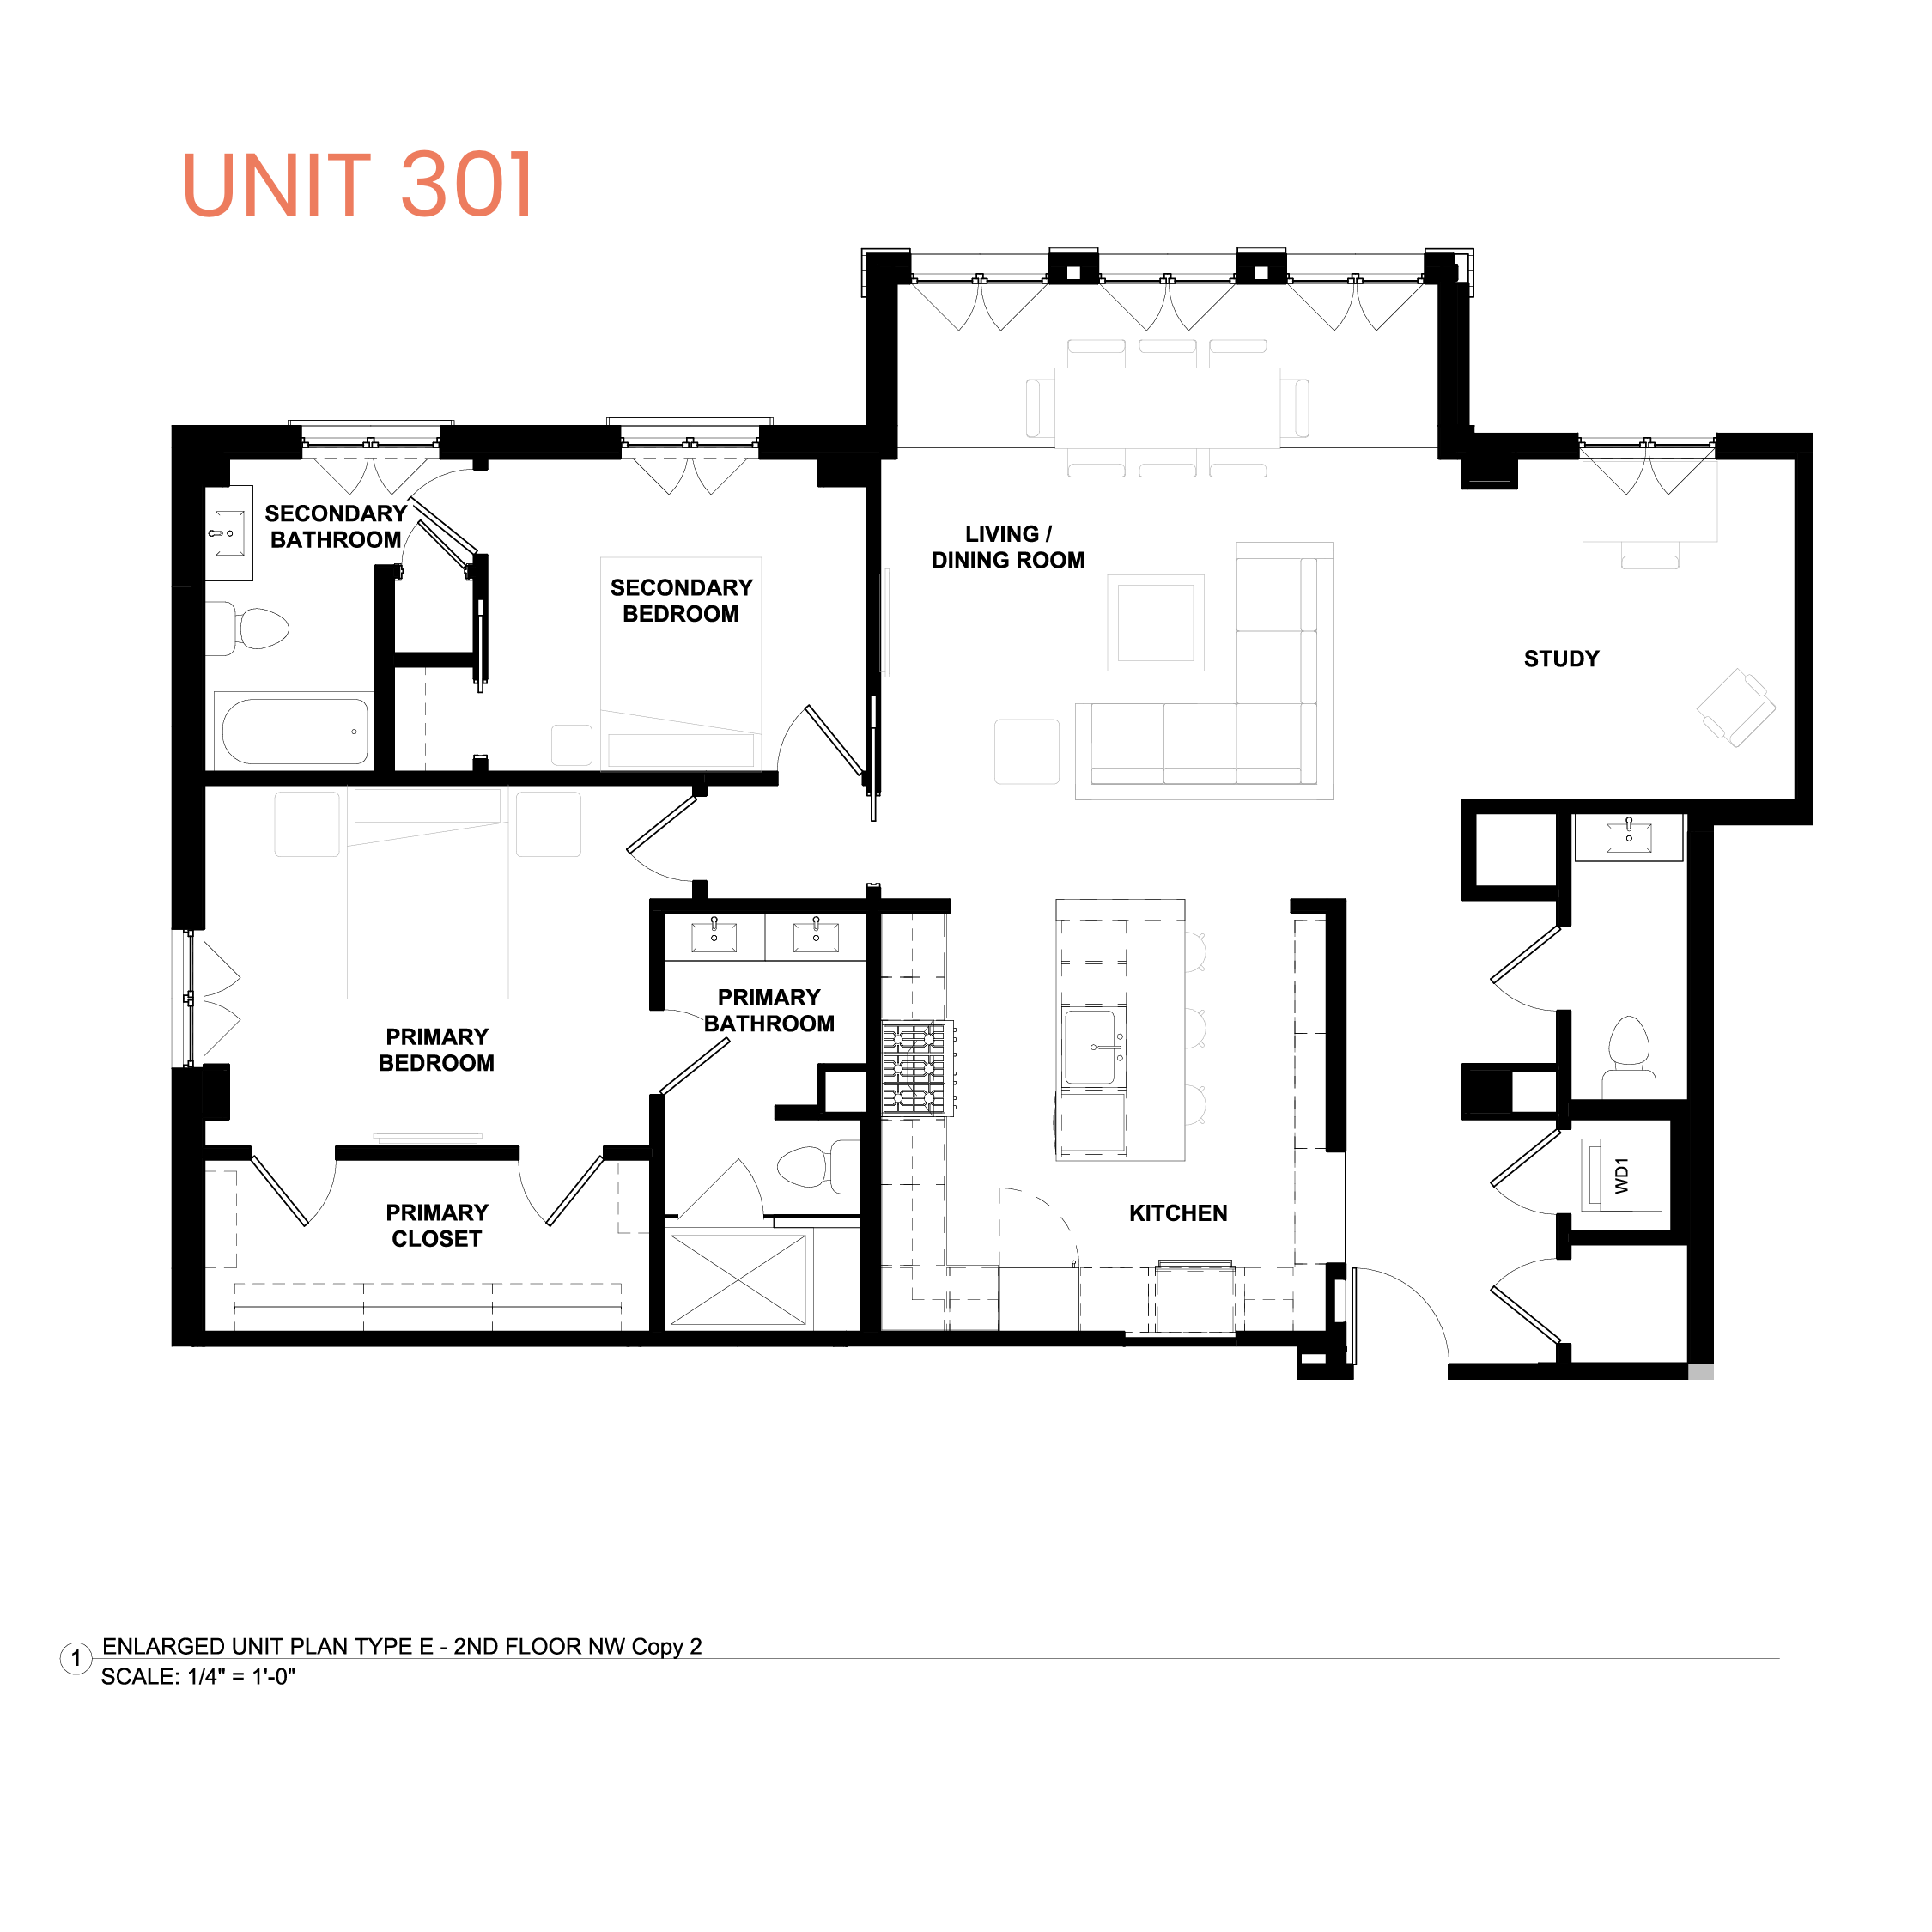 UNIT 301
SECONDARY
BATHROOM
LIVING /
DINING ROOM
SECONDARY
BEDROOM
STUDY
PRIMARY
BATHROOM
PRIMARY
BEDROOM
WD1
PRIMARY
CLOSET
KITCHEN
1
ENLARGED UNIT PLAN TYPE E - 2ND FLOOR NW Copy 2
SCALE: 1/4" = 1'-0"